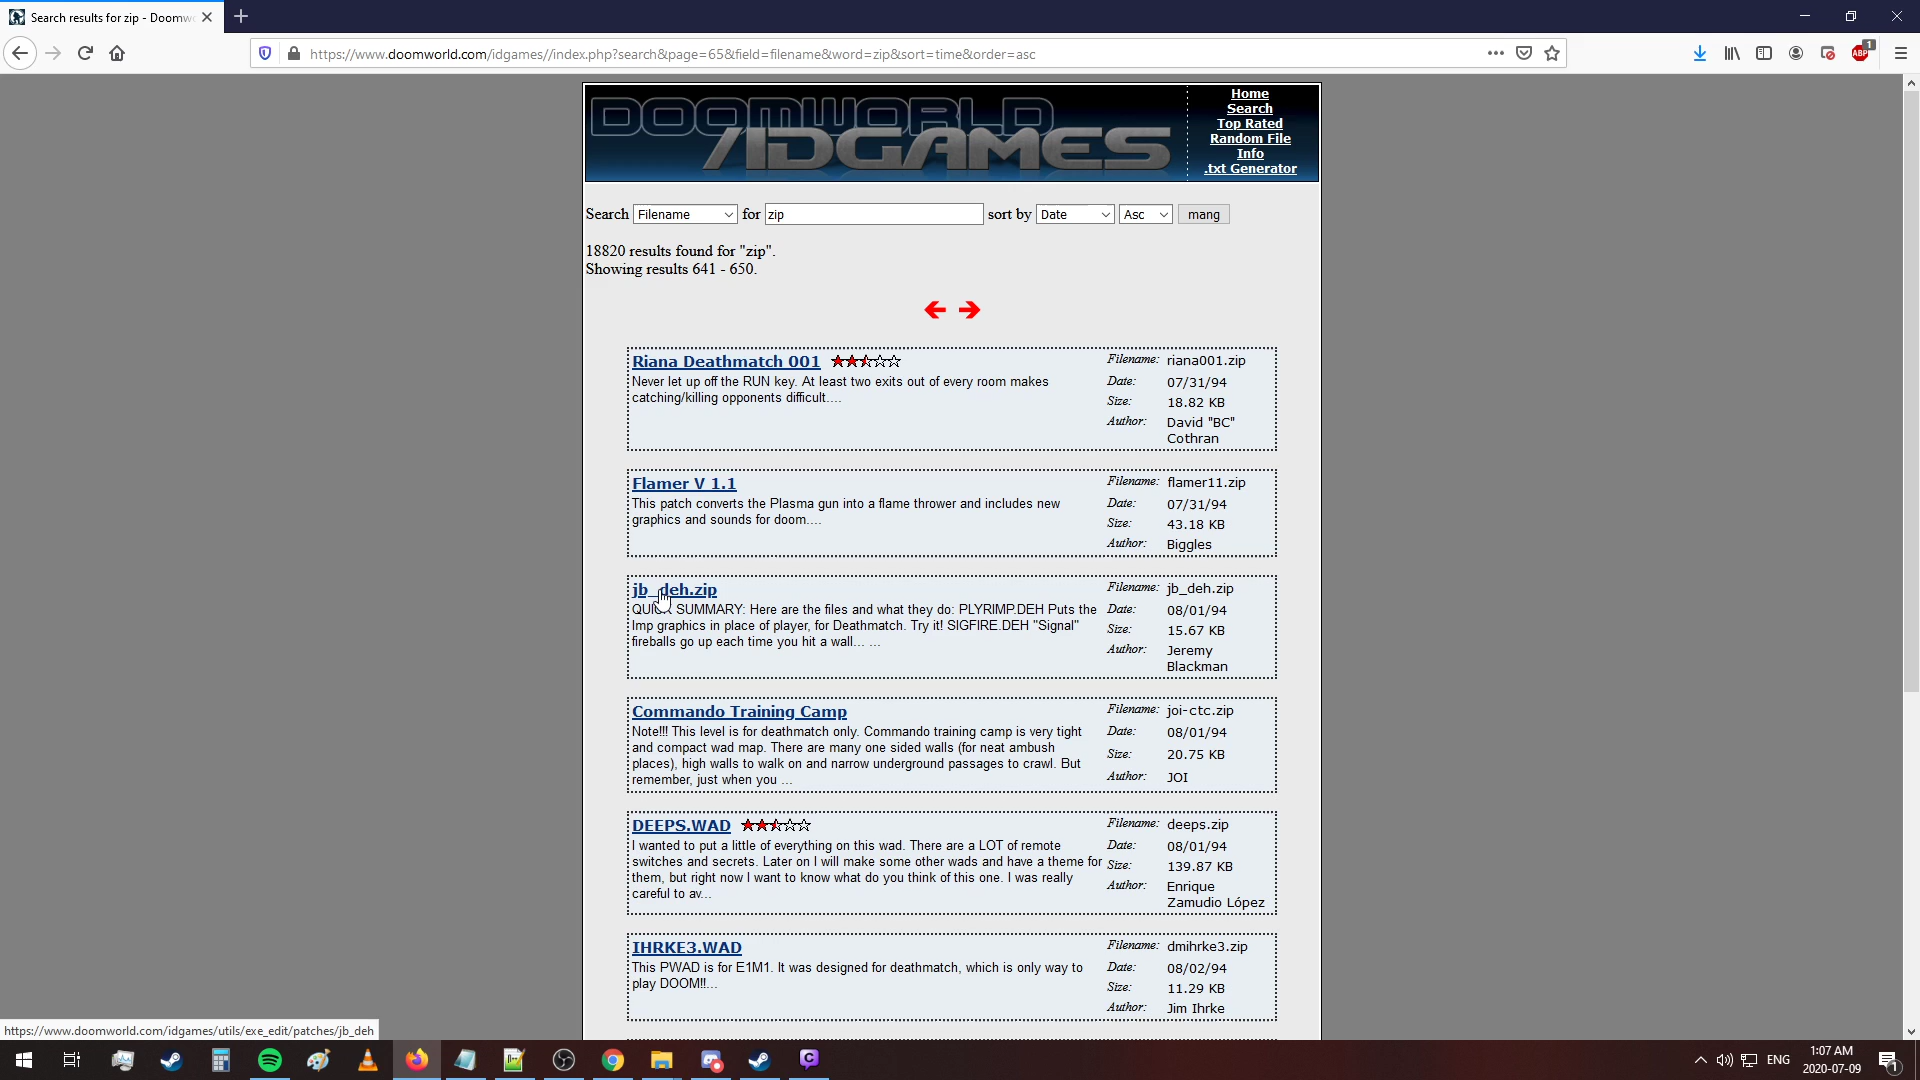 Search results for zip - Doomw
https://www.doomworld.com/idgames//index.php?search&page=65&field=filename&word=zip&sort=time&order=asc
ABP
1
DOOMWORLD
/IDGAMES
Home
Search
Top Rated
Random File
Info
.txt Generator
Search Filename for zip sort by Date Asc mang
18820 results found for "zip".
Showing results 641 - 650.
Riana Deathmatch 001
Never let up off the RUN key. At least two exits out of every room makes
catching/killing opponents difficult....
Filename: riana001.zip
Date: 07/31/94
Size: 18.82 KB
Author: David "BC"
Cothran
Flamer V 1.1
This patch converts the Plasma gun into a flame thrower and includes new
graphics and sounds for doom....
Filename: flamer11.zip
Date: 07/31/94
Size: 43.18 KB
Author: Biggles
jb_deh.zip
QUICK SUMMARY: Here are the files and what they do: PLYRIMP.DEH Puts the
Imp graphics in place of player, for Deathmatch. Try it! SIGFIRE.DEH "Signal"
fireballs go up each time you hit a wall... ...
Filename: jb_deh.zip
Date: 08/01/94
Size: 15.67 KB
Author: Jeremy
Blackman
Commando Training Camp
Note!!! This level is for deathmatch only. Commando training camp is very tight
and compact wad map. There are many one sided walls (for neat ambush
places), high walls to walk on and narrow underground passages to crawl. But
remember, just when you ...
Filename: joi-ctc.zip
Date: 08/01/94
Size: 20.75 KB
Author: JOI
DEEPS.WAD
I wanted to put a little of everything on this wad. There are a LOT of remote
switches and secrets. Later on I will make some other wads and have a theme for
them, but right now I want to know what do you think of this one. I was really
careful to av...
Filename: deeps.zip
Date: 08/01/94
Size: 139.87 KB
Author: Enrique
Zamudio López
IHRKE3.WAD
This PWAD is for E1M1. It was designed for deathmatch, which is only way to
play DOOM!!...
Filename: dmihrke3.zip
Date: 08/02/94
Size: 11.29 KB
Author: Jim Ihrke
https://www.doomworld.com/idgames/utils/exe_edit/patches/jb_deh
ENG
1:07 AM
2020-07-09
1